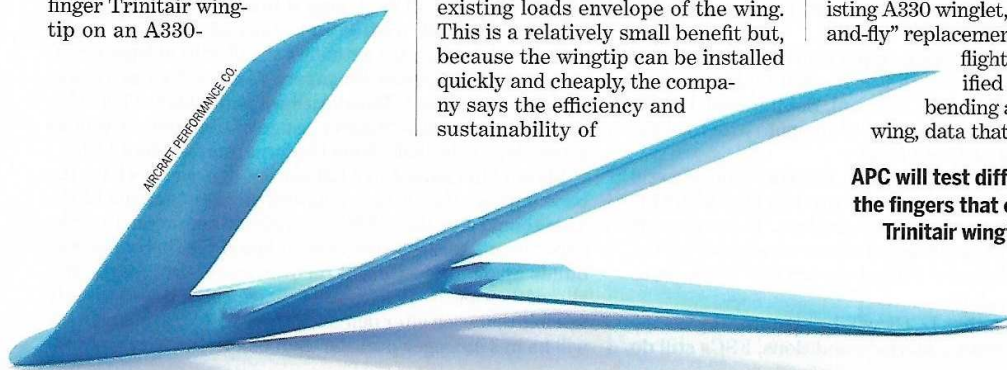 finger Trinitair wing-
tip on an A330-
AIRCRAFT PERFORMANCE CO.
existing loads envelope of the wing.
This is a relatively small benefit but,
because the wingtip can be installed
quickly and cheaply, the compa-
ny says the efficiency and
sustainability of
isting A330 winglet,
and-fly” replacemen
flight
ified
bending a
wing, data that
APC will test diff
the fingers that c
Trinitair wing